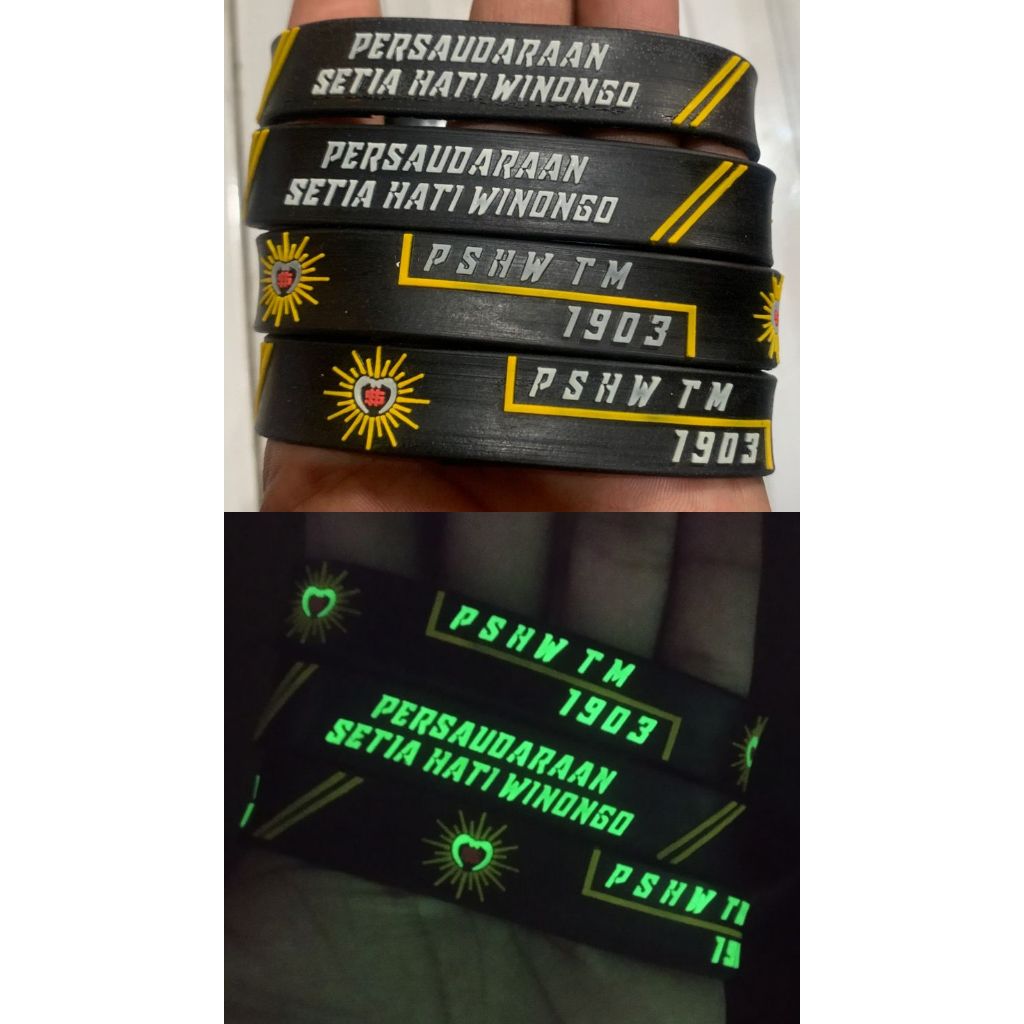 PERSAUDARAAN
SETIA HATI WINONGO
PERSAUDARAAN
SETIA HATI WINONGO
PSHW TM
1903
PSHW TM
1903
PSHW TM
1903
PERSAUDARAAN
SETIA HATI WINONGO
PSHW